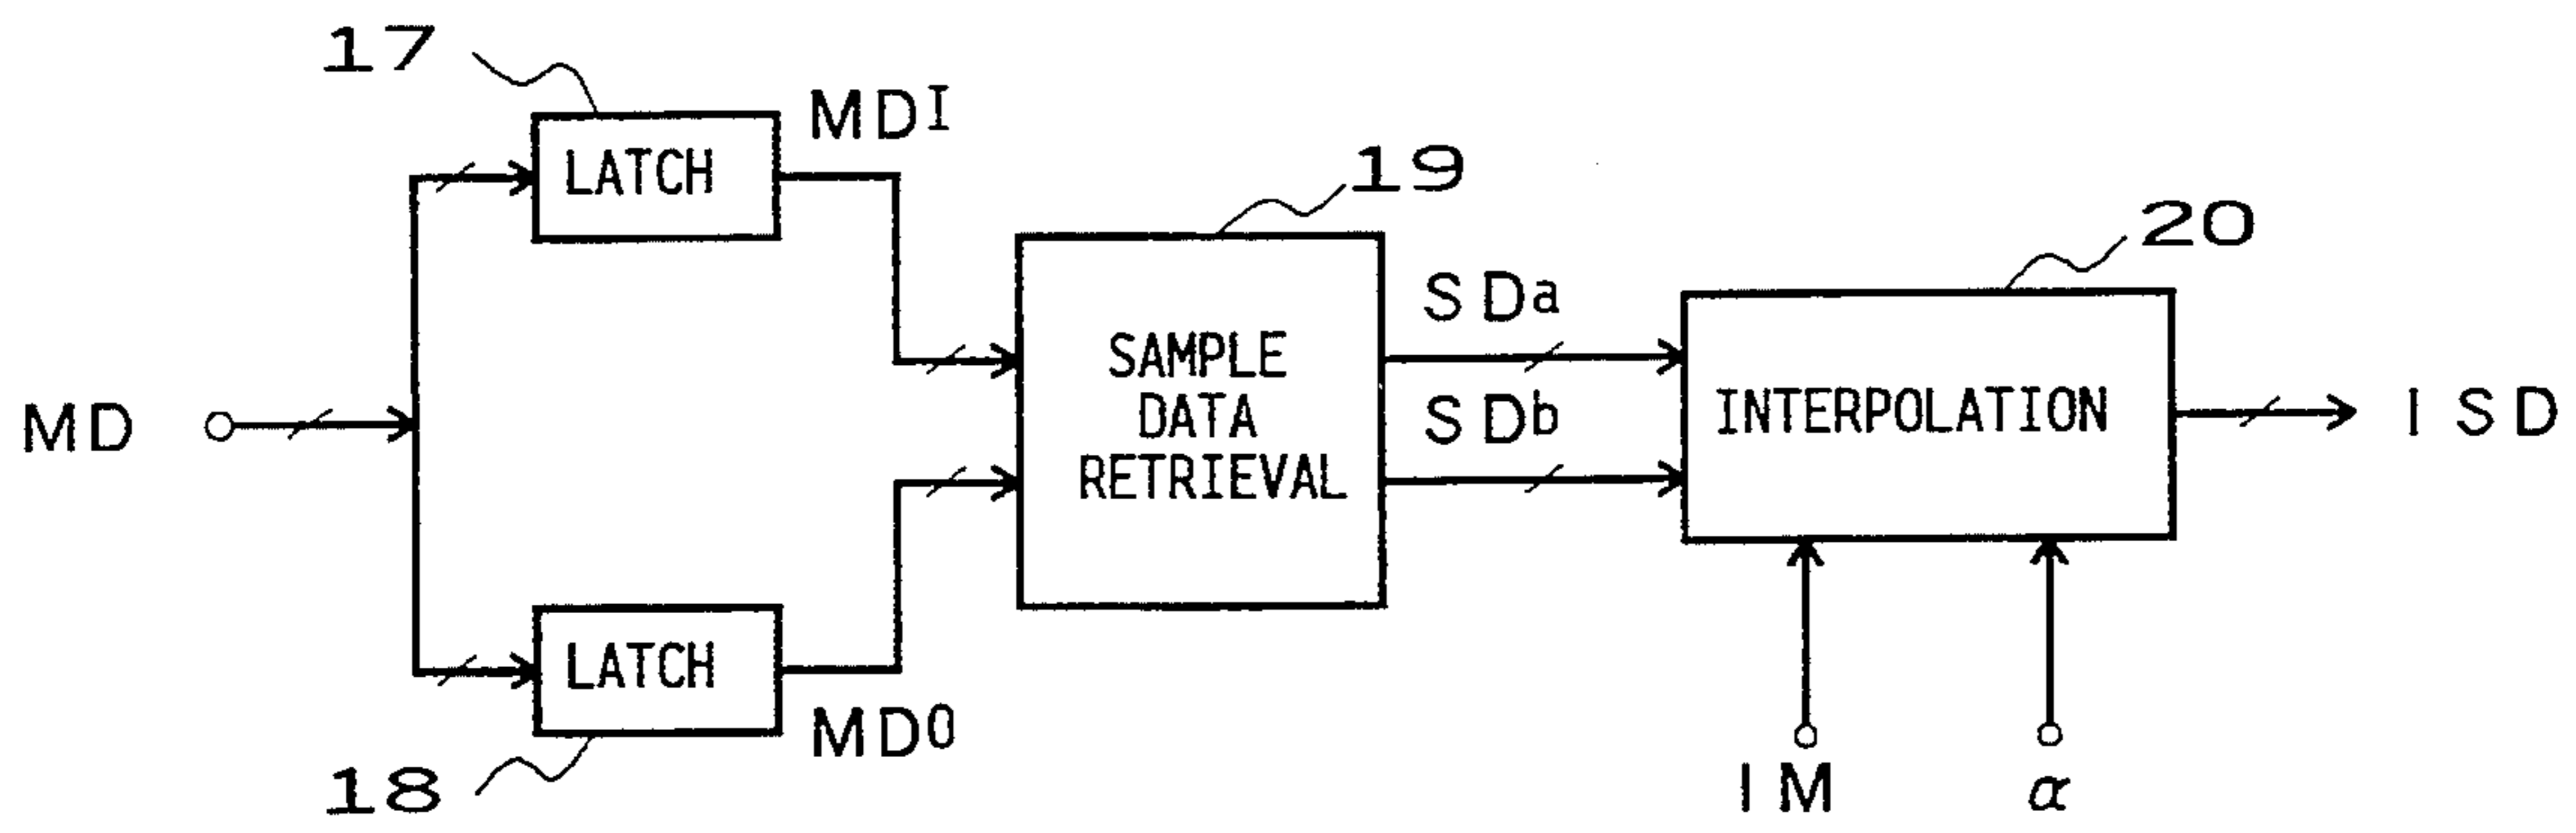 17
MDI
LATCH
19
20
SDa
SAMPLE
DATA
RETRIEVAL
SDb
INTERPOLATION
MD
ISD
LATCH
MD0
18
IM
α